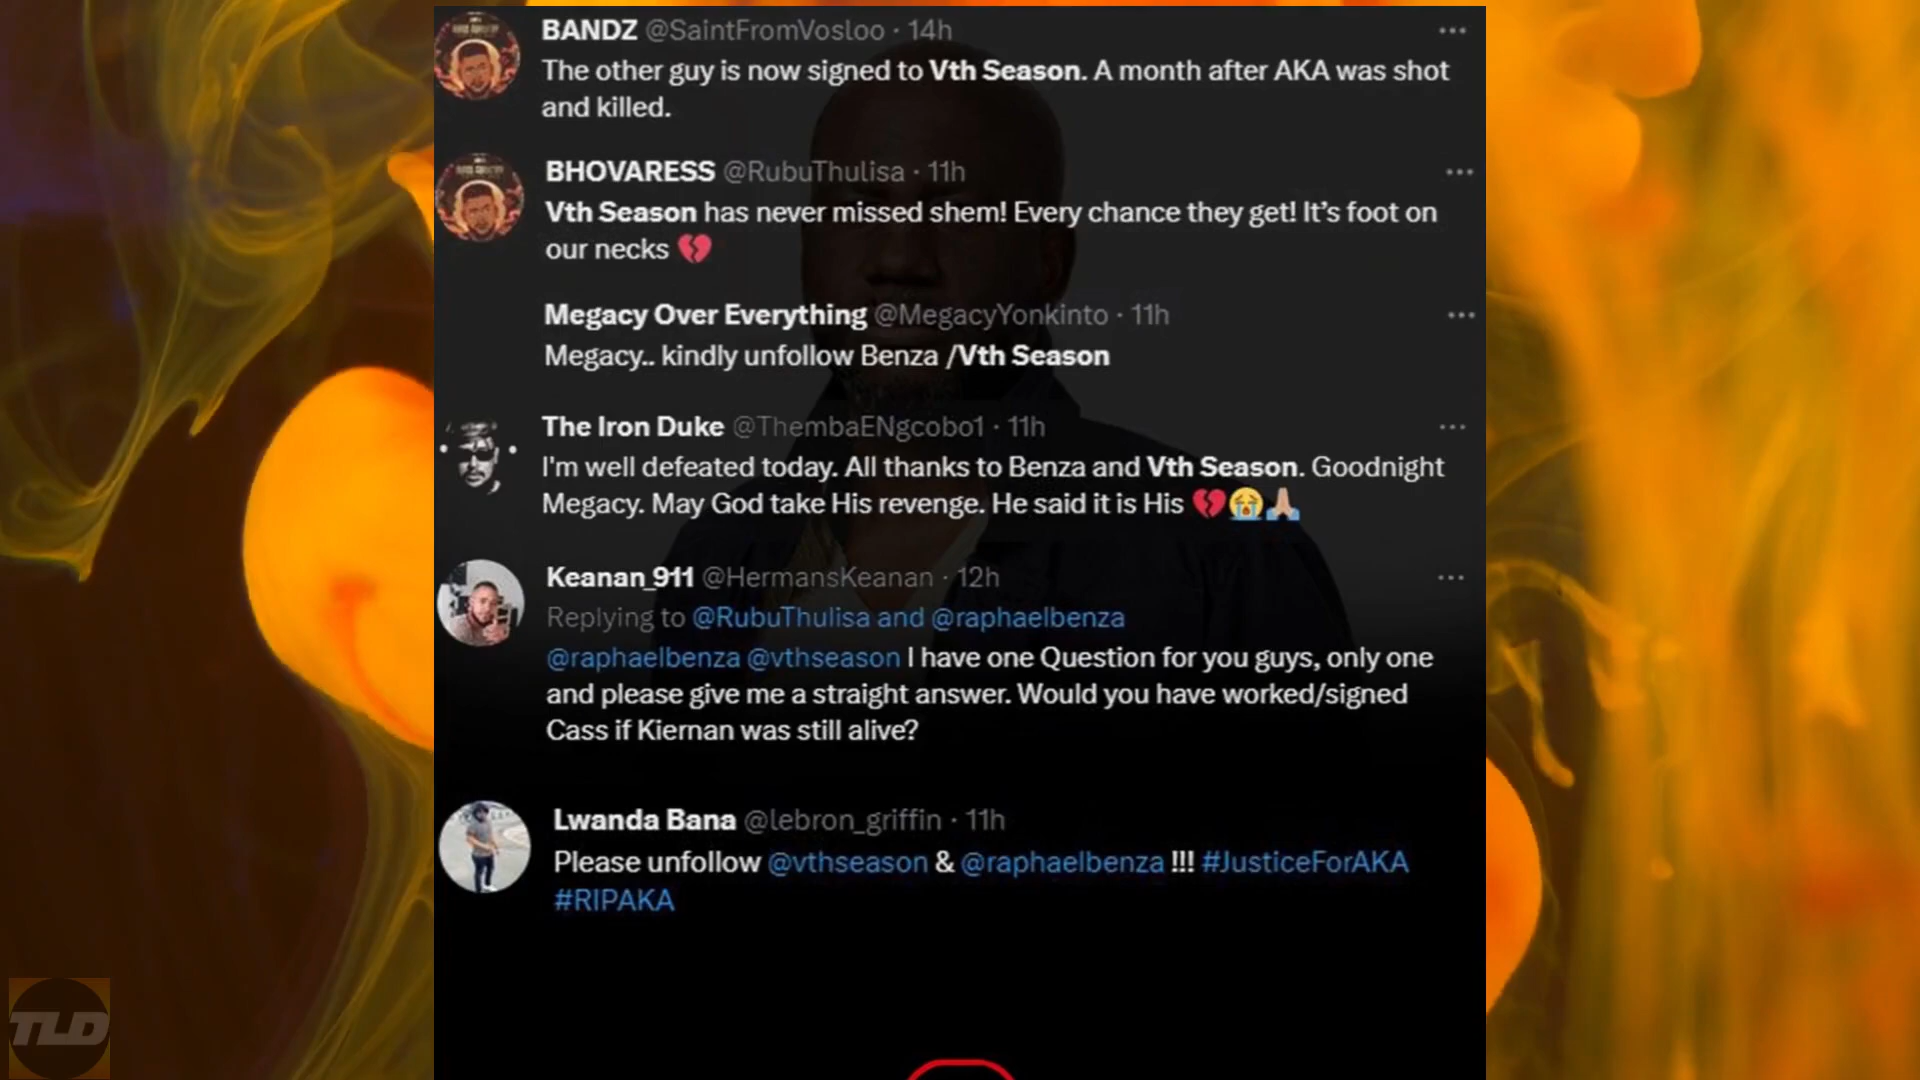 BANDZ @SaintFromVosloo · 14h
The other guy is now signed to Vth Season. A month after AKA was shot
and killed.
BHOVARESS @RubuThulisa · 11h
Vth Season has never missed shem! Every chance they get! It's foot on
our necks 💔
Megacy Over Everything @MegacyYonkinto · 11h
Megacy.. kindly unfollow Benza /Vth Season
The Iron Duke @ThembaENgcobo1 · 11h
I'm well defeated today. All thanks to Benza and Vth Season. Goodnight
Megacy. May God take His revenge. He said it is His 💔😭🙏🏼
Keanan_911 @HermansKeanan · 12h
Replying to @RubuThulisa and @raphaelbenza
@raphaelbenza @vthseason I have one Question for you guys, only one
and please give me a straight answer. Would you have worked/signed
Cass if Kiernan was still alive?
Lwanda Bana @lebron_griffin · 11h
Please unfollow @vthseason & @raphaelbenza !!! #JusticeForAKA
#RIPAKA
TLD